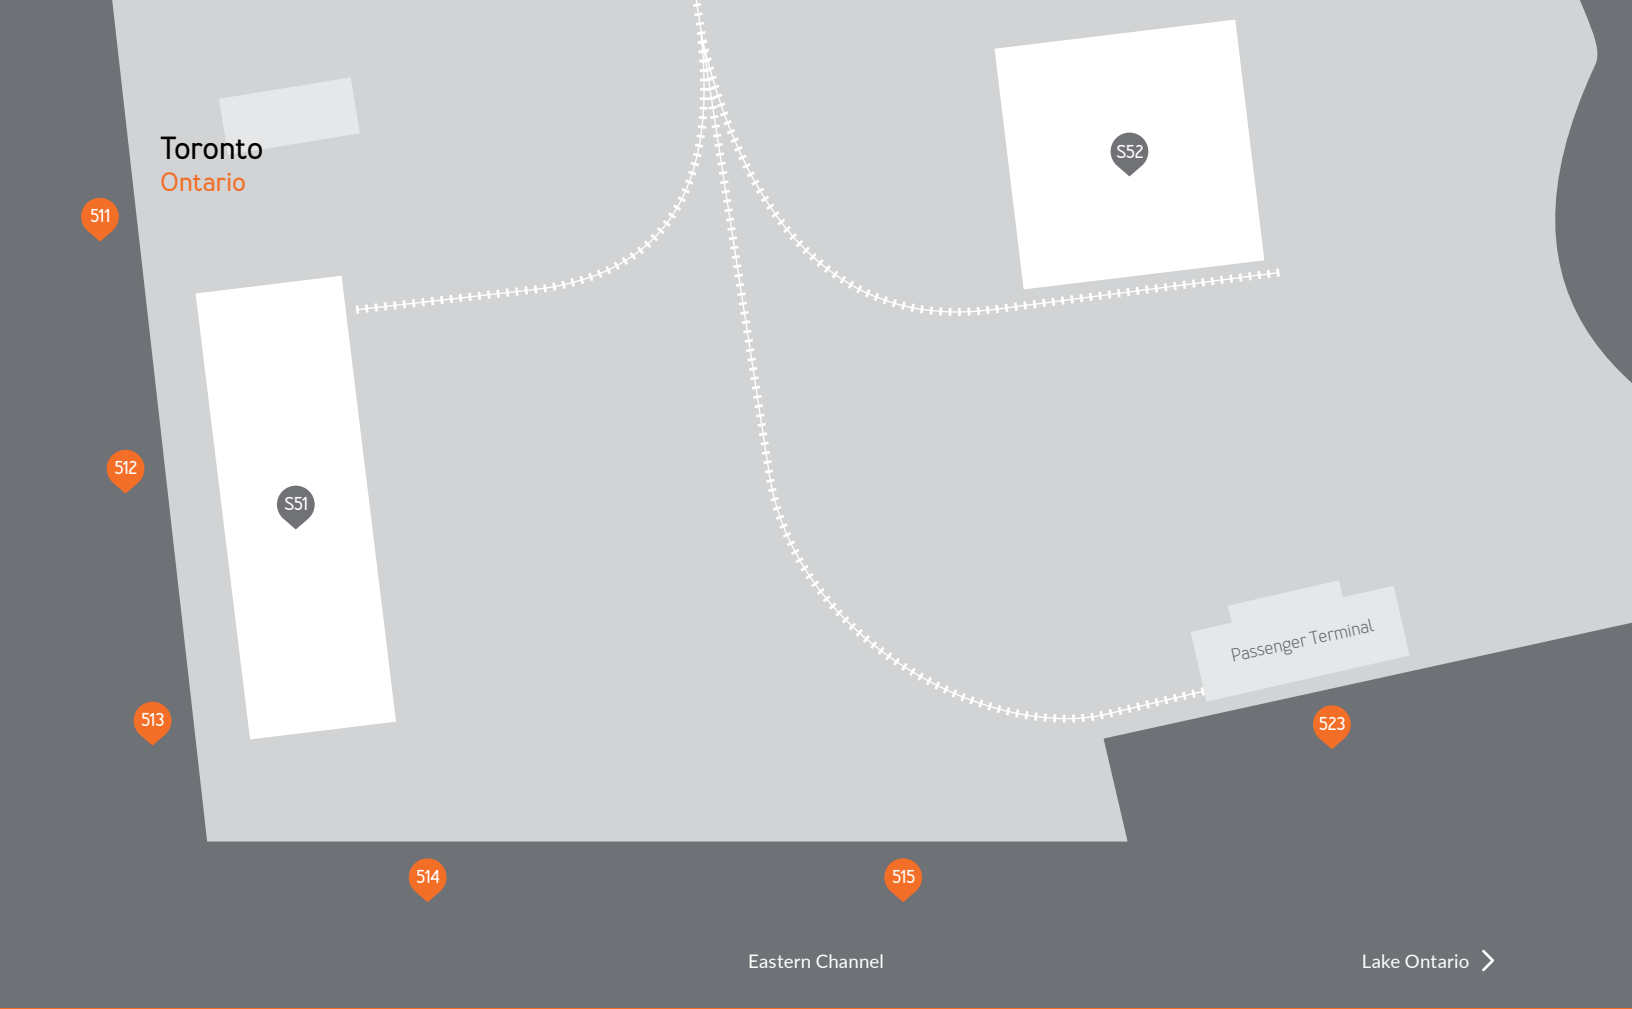 Toronto
Ontario
S52
511
512
S51
Passenger Terminal
513
523
514
515
Eastern Channel
Lake Ontario